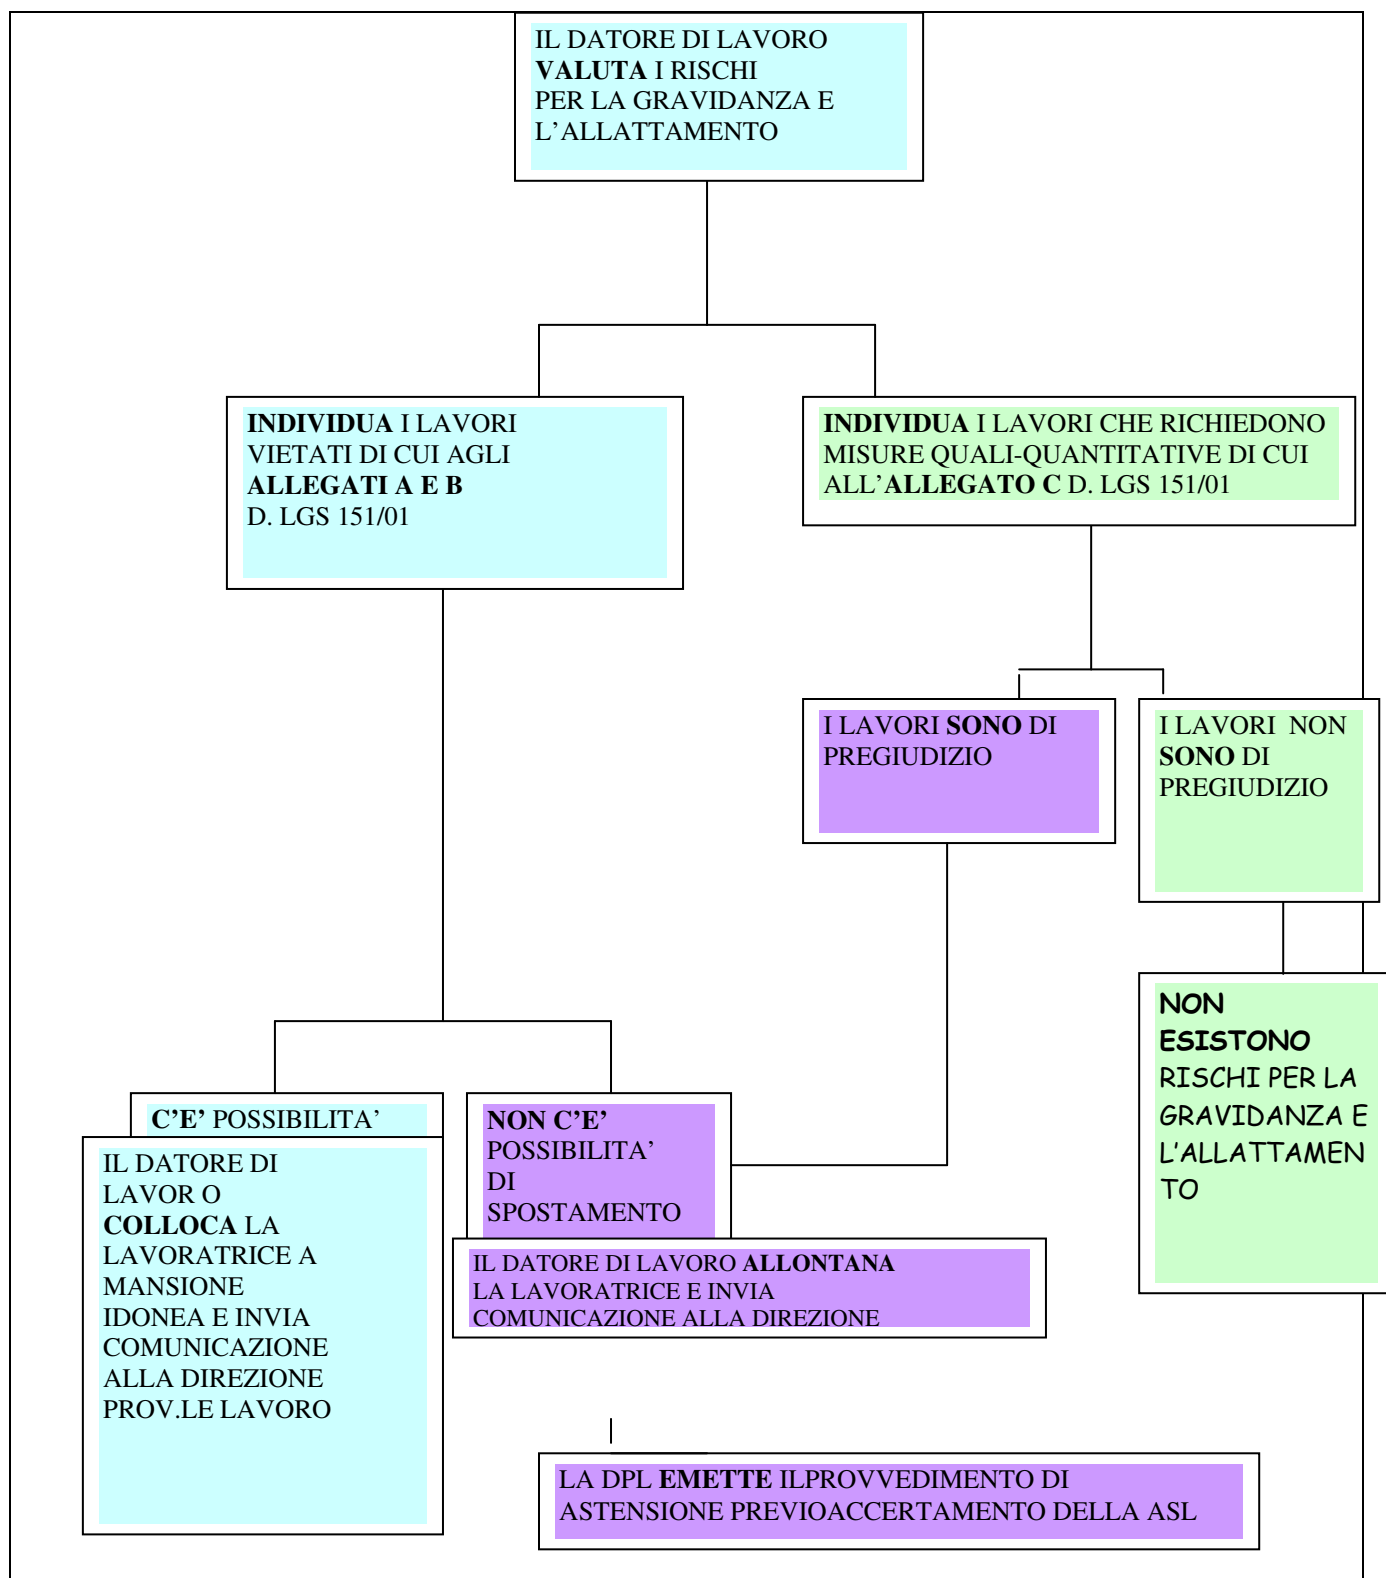 IL DATORE DI LAVORO
VALUTA I RISCHI
PER LA GRAVIDANZA E
L'ALLATTAMENTO
INDIVIDUA I LAVORI
VIETATI DI CUI AGLI
ALLEGATI A E B
D. LGS 151/01
INDIVIDUA I LAVORI CHE RICHIEDONO
MISURE QUALI-QUANTITATIVE DI CUI
ALL'ALLEGATO C D. LGS 151/01
I LAVORI SONO DI
PREGIUDIZIO
I LAVORI  NON
SONO DI
PREGIUDIZIO
NON
ESISTONO
RISCHI PER LA
GRAVIDANZA E
L'ALLATTAMEN
TO
C'E' POSSIBILITA'
IL DATORE DI
LAVOR O
COLLOCA LA
LAVORATRICE A
MANSIONE
IDONEA E INVIA
COMUNICAZIONE
ALLA DIREZIONE
PROV.LE LAVORO
NON C'E'
POSSIBILITA'
DI
SPOSTAMENTO
IL DATORE DI LAVORO ALLONTANA
LA LAVORATRICE E INVIA
COMUNICAZIONE ALLA DIREZIONE
LA DPL EMETTE ILPROVVEDIMENTO DI
ASTENSIONE PREVIOACCERTAMENTO DELLA ASL